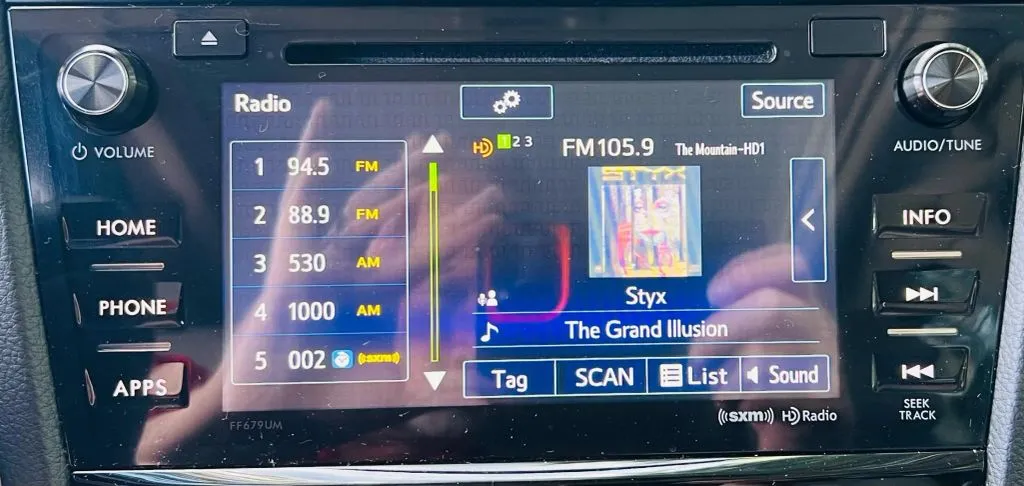 Radio
Source
VOLUME
AUDIO/TUNE
HD 1 2 3
FM105.9 The Mountain-HD1
STYX
1 94.5 FM
2 88.9 FM
3 530 AM
4 1000 AM
5 002 ((sxm))
HOME
PHONE
APPS
INFO
Styx
The Grand Illusion
Tag
SCAN
List
Sound
SEEK
TRACK
((sxm)) HD Radio
FF679UM